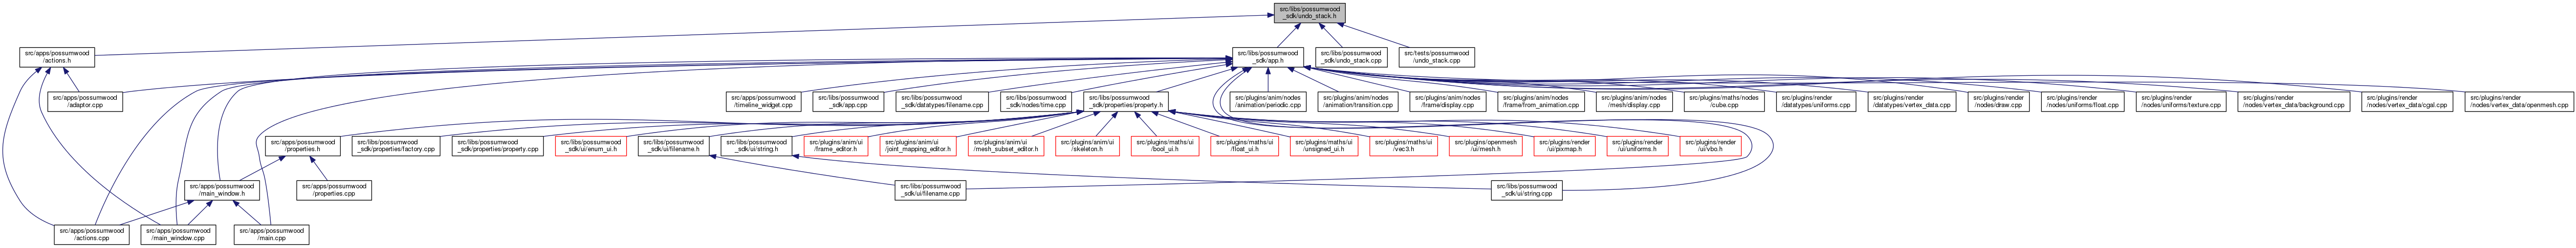 src/libs/possumwood
_sdk/undo_stack.h
src/apps/possumwood
/actions.h
src/libs/possumwood
_sdk/app.h
src/libs/possumwood
_sdk/undo_stack.cpp
src/tests/possumwood
/undo_stack.cpp
src/apps/possumwood
/adaptor.cpp
src/apps/possumwood
/timeline_widget.cpp
src/libs/possumwood
_sdk/app.cpp
src/libs/possumwood
_sdk/datatypes/filename.cpp
src/libs/possumwood
_sdk/nodes/time.cpp
src/libs/possumwood
_sdk/properties/property.h
src/plugins/anim/nodes
/animation/periodic.cpp
src/plugins/anim/nodes
/animation/transition.cpp
src/plugins/anim/nodes
/frame/display.cpp
src/plugins/anim/nodes
/frame/from_animation.cpp
src/plugins/anim/nodes
/mesh/display.cpp
src/plugins/maths/nodes
/cube.cpp
src/plugins/render
/datatypes/uniforms.cpp
src/plugins/render
/datatypes/vertex_data.cpp
src/plugins/render
/nodes/draw.cpp
src/plugins/render
/nodes/uniforms/float.cpp
src/plugins/render
/nodes/uniforms/texture.cpp
src/plugins/render
/nodes/vertex_data/background.cpp
src/plugins/render
/nodes/vertex_data/cgal.cpp
src/plugins/render
/nodes/vertex_data/openmesh.cpp
src/apps/possumwood
/properties.h
src/libs/possumwood
_sdk/properties/factory.cpp
src/libs/possumwood
_sdk/properties/property.cpp
src/libs/possumwood
_sdk/ui/enum_ui.h
src/libs/possumwood
_sdk/ui/filename.h
src/libs/possumwood
_sdk/ui/string.h
src/plugins/anim/ui
/frame_editor.h
src/plugins/anim/ui
/joint_mapping_editor.h
src/plugins/anim/ui
/mesh_subset_editor.h
src/plugins/anim/ui
/skeleton.h
src/plugins/maths/ui
/bool_ui.h
src/plugins/maths/ui
/float_ui.h
src/plugins/maths/ui
/unsigned_ui.h
src/plugins/maths/ui
/vec3.h
src/plugins/openmesh
/ui/mesh.h
src/plugins/render
/ui/pixmap.h
src/plugins/render
/ui/uniforms.h
src/plugins/render
/ui/vbo.h
src/apps/possumwood
/main_window.h
src/apps/possumwood
/properties.cpp
src/libs/possumwood
_sdk/ui/filename.cpp
src/libs/possumwood
_sdk/ui/string.cpp
src/apps/possumwood
/actions.cpp
src/apps/possumwood
/main_window.cpp
src/apps/possumwood
/main.cpp